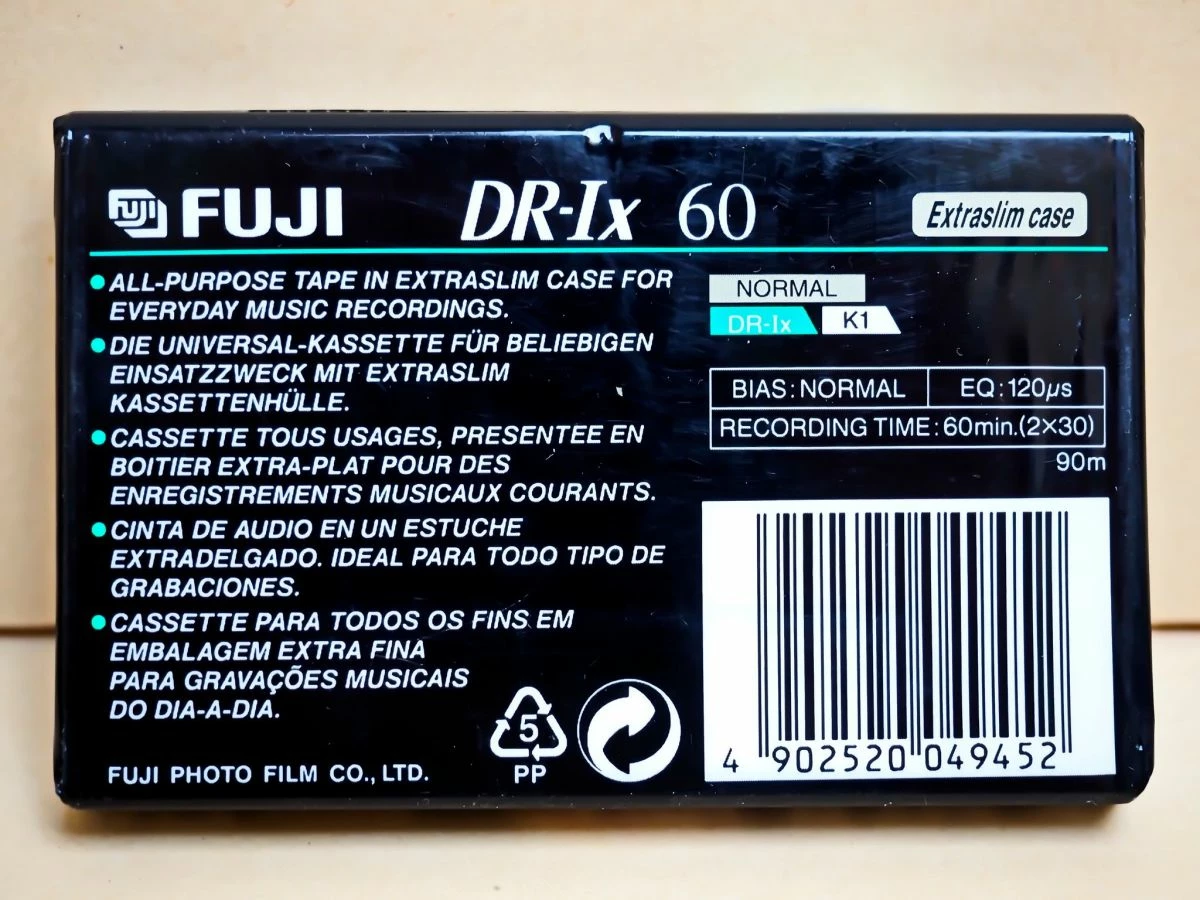 FUJI FUJI DR-Ix 60 Extraslim case
● ALL-PURPOSE TAPE IN EXTRASLIM CASE FOR
EVERYDAY MUSIC RECORDINGS.
● DIE UNIVERSAL-KASSETTE FÜR BELIEBIGEN
EINSATZZWECK MIT EXTRASLIM
KASSETTENHÜLLE.
● CASSETTE TOUS USAGES, PRESENTEE EN
BOITIER EXTRA-PLAT POUR DES
ENREGISTREMENTS MUSICAUX COURANTS.
● CINTA DE AUDIO EN UN ESTUCHE
EXTRADELGADO. IDEAL PARA TODO TIPO DE
GRABACIONES.
● CASSETTE PARA TODOS OS FINS EM
EMBALAGEM EXTRA FINA
PARA GRAVAÇÕES MUSICAIS
DO DIA-A-DIA.
FUJI PHOTO FILM CO., LTD.
5
PP
NORMAL
DR-Ix K1
BIAS: NORMAL EQ: 120µs
RECORDING TIME: 60min.(2×30)
90m
4 902520 049452